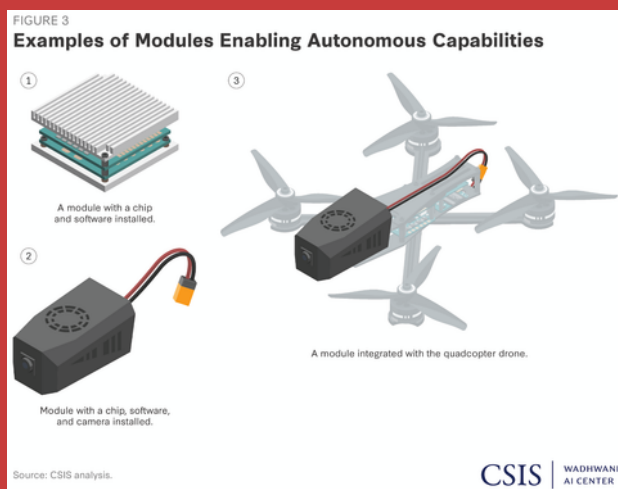 FIGURE 3
Examples of Modules Enabling Autonomous Capabilities
1
A module with a chip
and software installed.
2
Module with a chip, software,
and camera installed.
3
A module integrated with the quadcopter drone.
Source: CSIS analysis.
CSIS
WADHWANI
AI CENTER